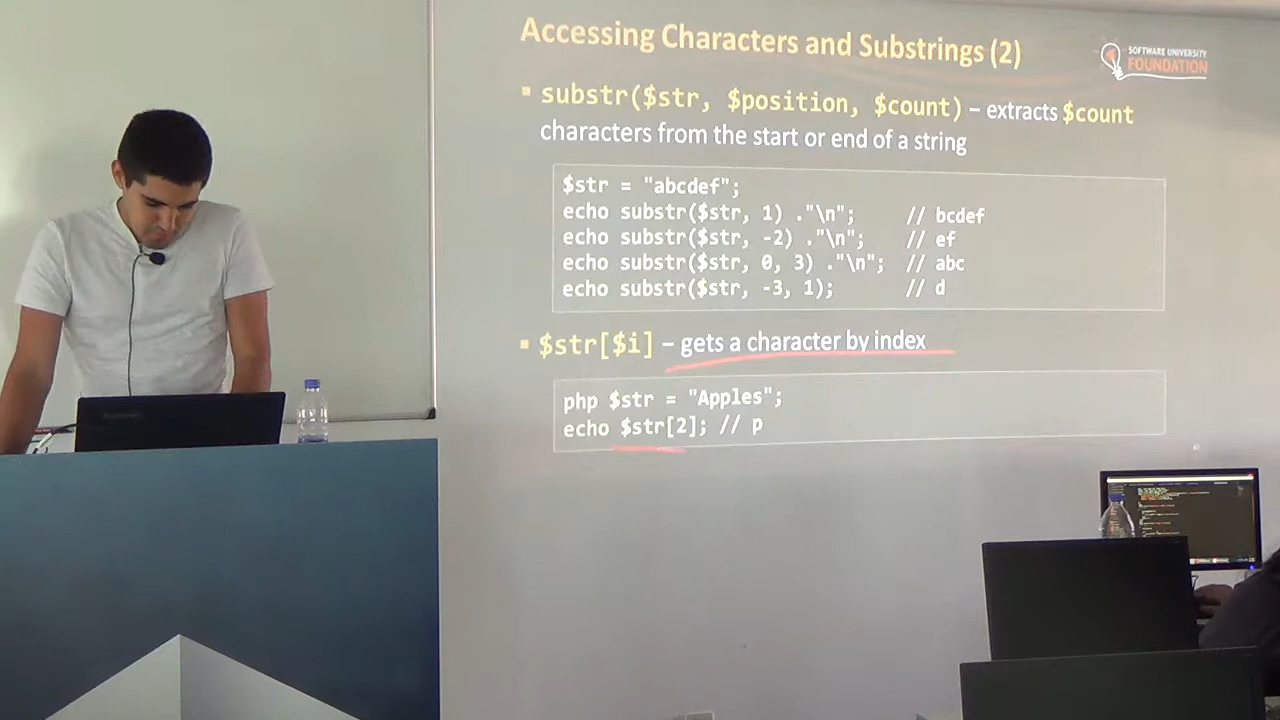 Accessing Characters and Substrings (2)
SOFTWARE UNIVERSITY
FOUNDATION
substr($str, $position, $count) – extracts $count
characters from the start or end of a string
$str = "abcdef";
echo substr($str, 1) ."\n"; // bcdef
echo substr($str, -2) ."\n"; // ef
echo substr($str, 0, 3) ."\n"; // abc
echo substr($str, -3, 1); // d
$str[$i] – gets a character by index
php $str = "Apples";
echo $str[2]; // p